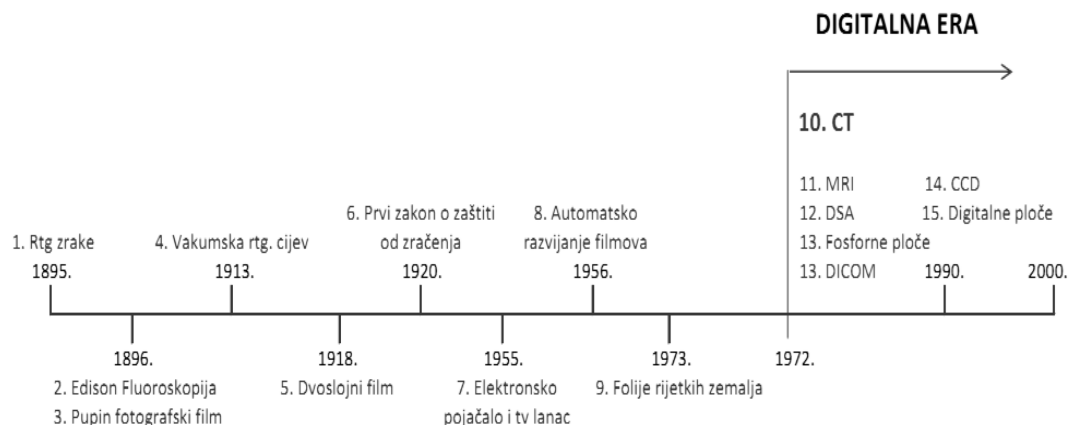 DIGITALNA ERA
10. CT
11. MRI
14. CCD
12. DSA
15. Digitalne ploče
13. Fosforne ploče
13. DICOM
1990.
2000.
1. Rtg zrake
1895.
4. Vakumska rtg. cijev
1913.
6. Prvi zakon o zaštiti
od zračenja
1920.
8. Automatsko
razvijanje filmova
1956.
1896.
2. Edison Fluoroskopija
3. Pupin fotografski film
1918.
5. Dvoslojni film
1955.
7. Elektronsko
pojačalo i tv lanac
1973.
9. Folije rijetkih zemalja
1972.